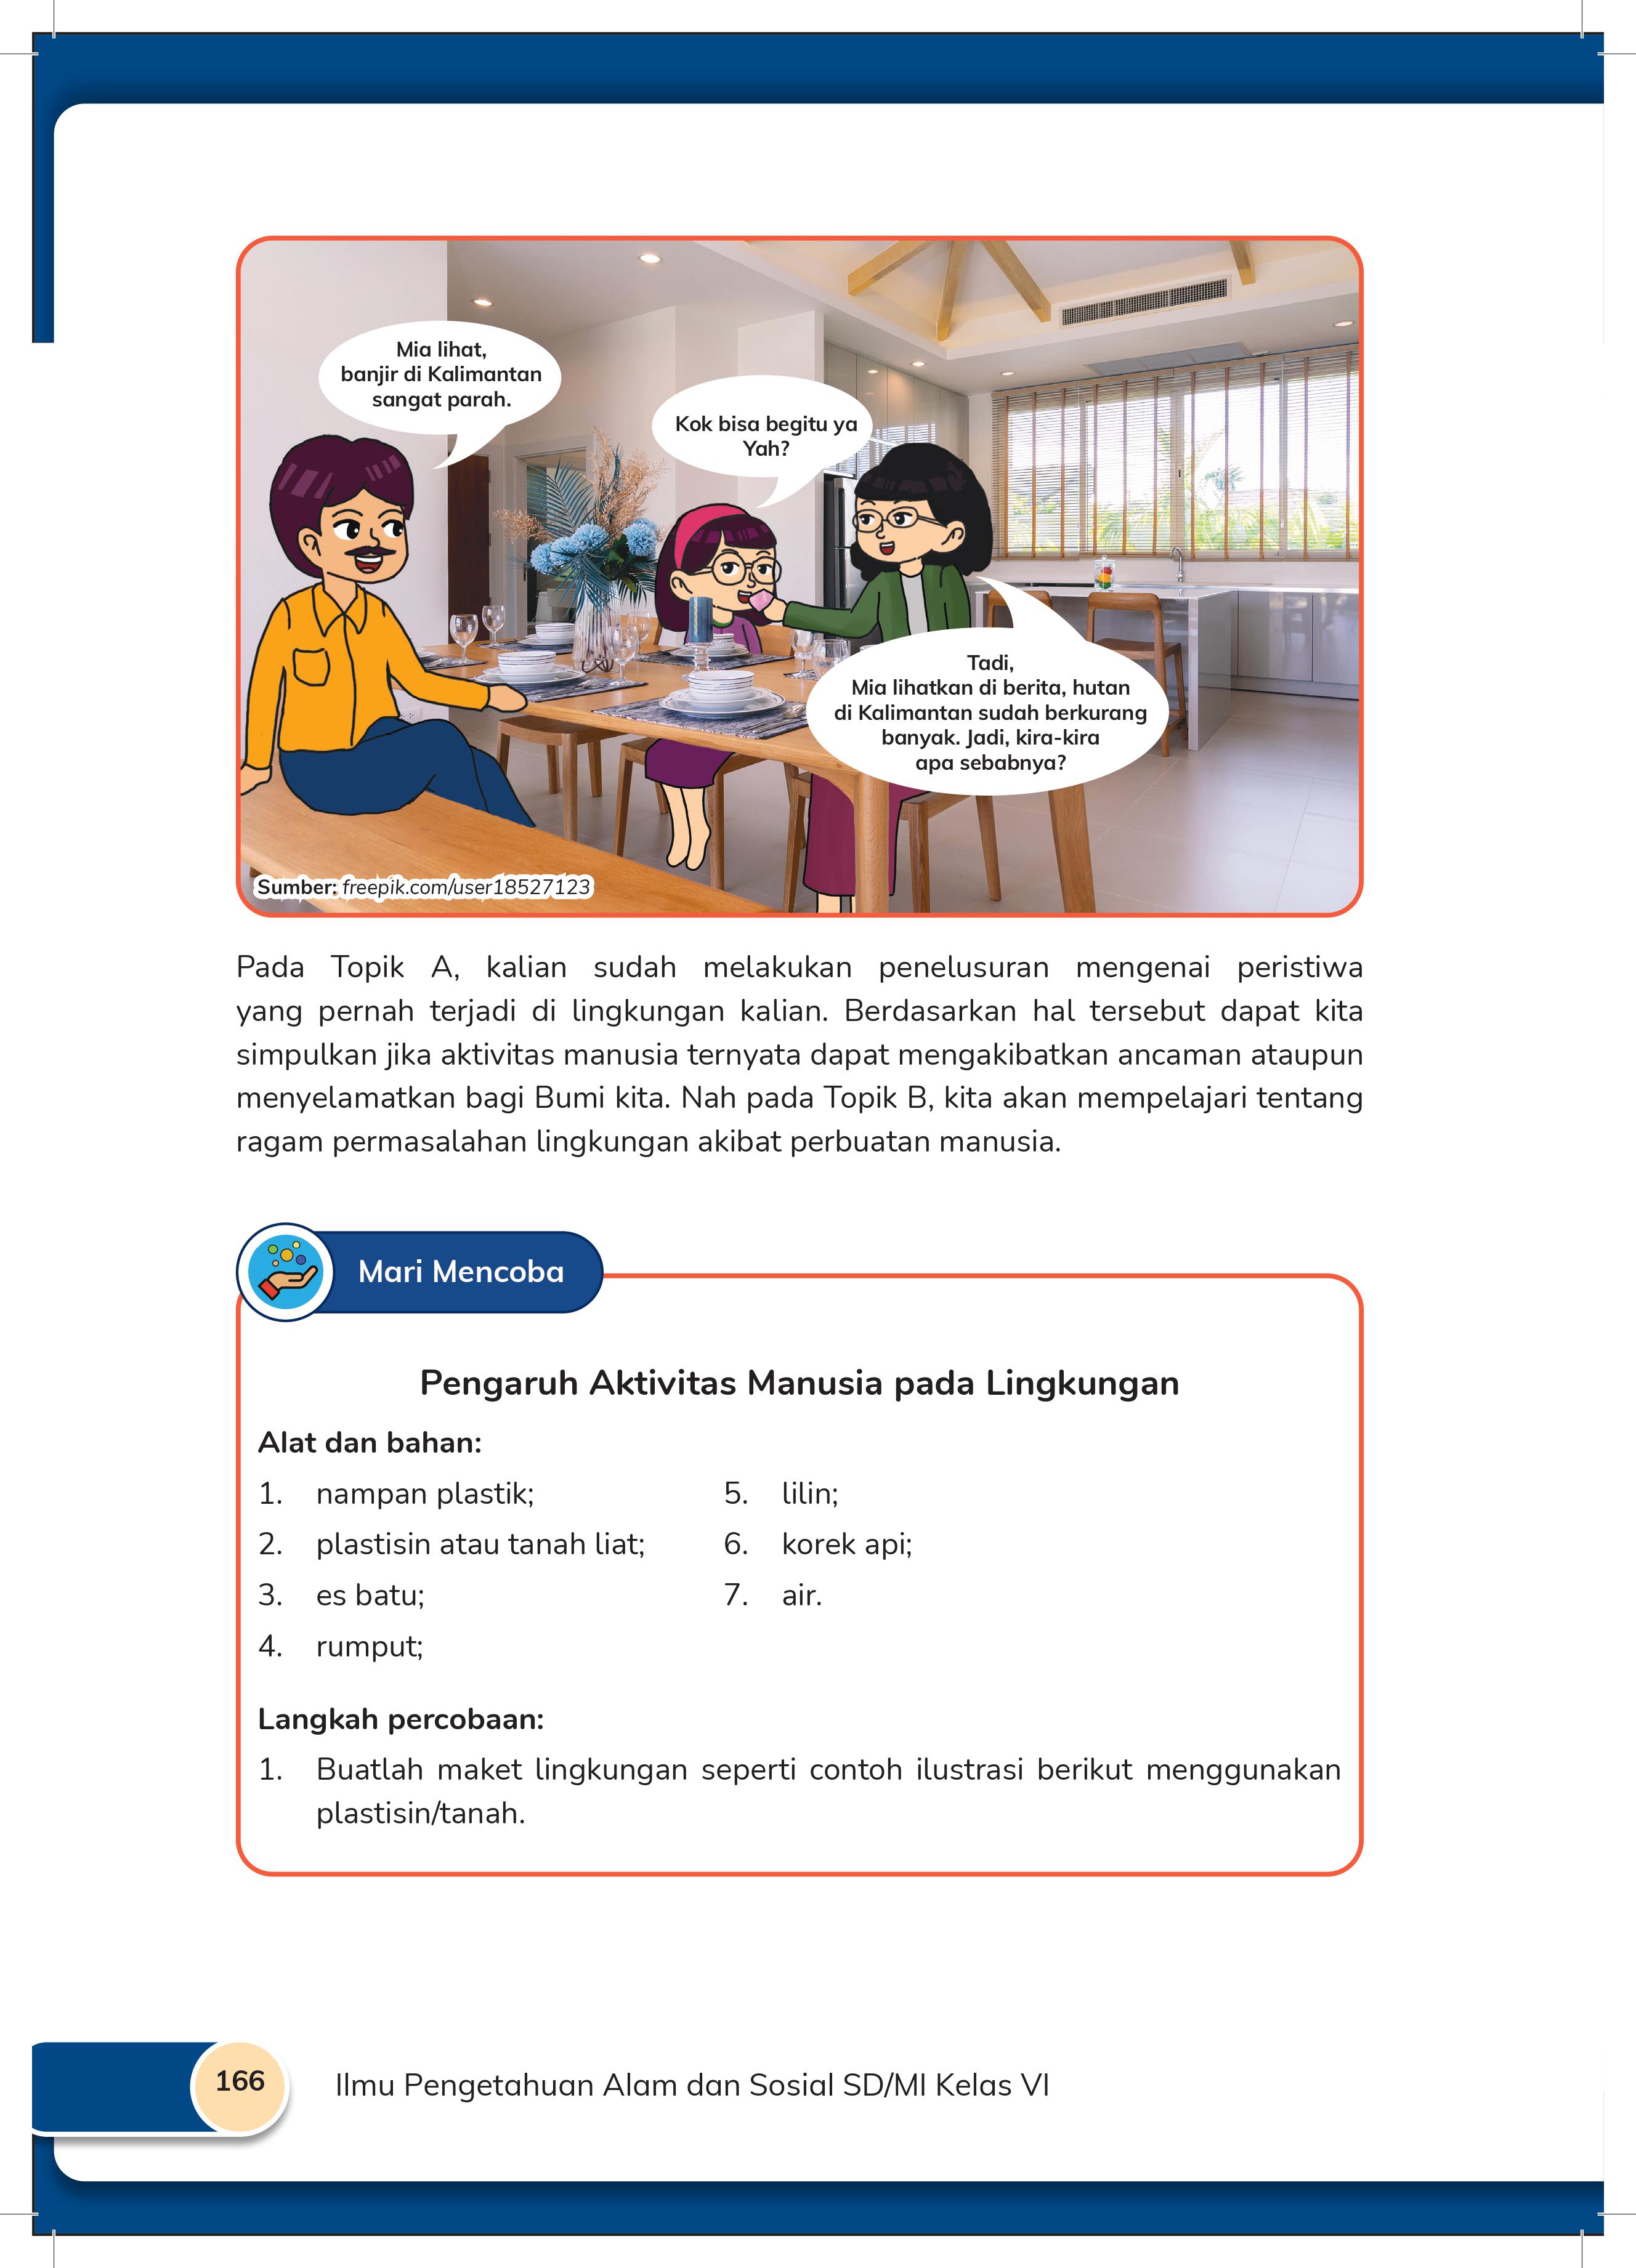 Mia lihat,
banjir di Kalimantan
sangat parah.
Kok bisa begitu ya
Yah?
Tadi,
Mia lihatkan di berita, hutan
di Kalimantan sudah berkurang
banyak. Jadi, kira-kira
apa sebabnya?
Sumber: freepik.com/user18527123
Pada Topik A, kalian sudah melakukan penelusuran mengenai peristiwa
yang pernah terjadi di lingkungan kalian. Berdasarkan hal tersebut dapat kita
simpulkan jika aktivitas manusia ternyata dapat mengakibatkan ancaman ataupun
menyelamatkan bagi Bumi kita. Nah pada Topik B, kita akan mempelajari tentang
ragam permasalahan lingkungan akibat perbuatan manusia.
Mari Mencoba
Pengaruh Aktivitas Manusia pada Lingkungan
Alat dan bahan:
1. nampan plastik;
2. plastisin atau tanah liat;
3. es batu;
4. rumput;
5. lilin;
6. korek api;
7. air.
Langkah percobaan:
1. Buatlah maket lingkungan seperti contoh ilustrasi berikut menggunakan
plastisin/tanah.
166
Ilmu Pengetahuan Alam dan Sosial SD/MI Kelas VI